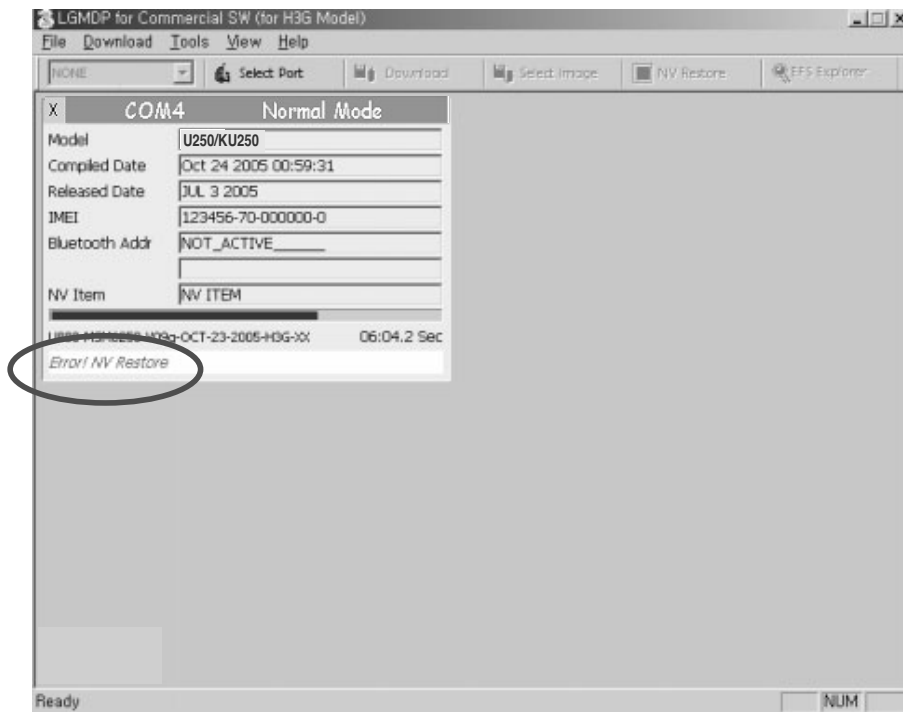 LGMDP for Commercial SW (for H3G Model)
File Download Tools View Help
NONE Select Port Download Select Image NV Restore EFS Explorer
X COM4 Normal Mode
Model U250/KU250
Compiled Date Oct 24 2005 00:59:31
Released Date JUL 3 2005
IMEI 123456-70-000000-0
Bluetooth Addr NOT_ACTIVE______
NV Item NV ITEM
-OCT-23-2005-H3G-XX 06:04.2 Sec
Error! NV Restore
Ready NUM